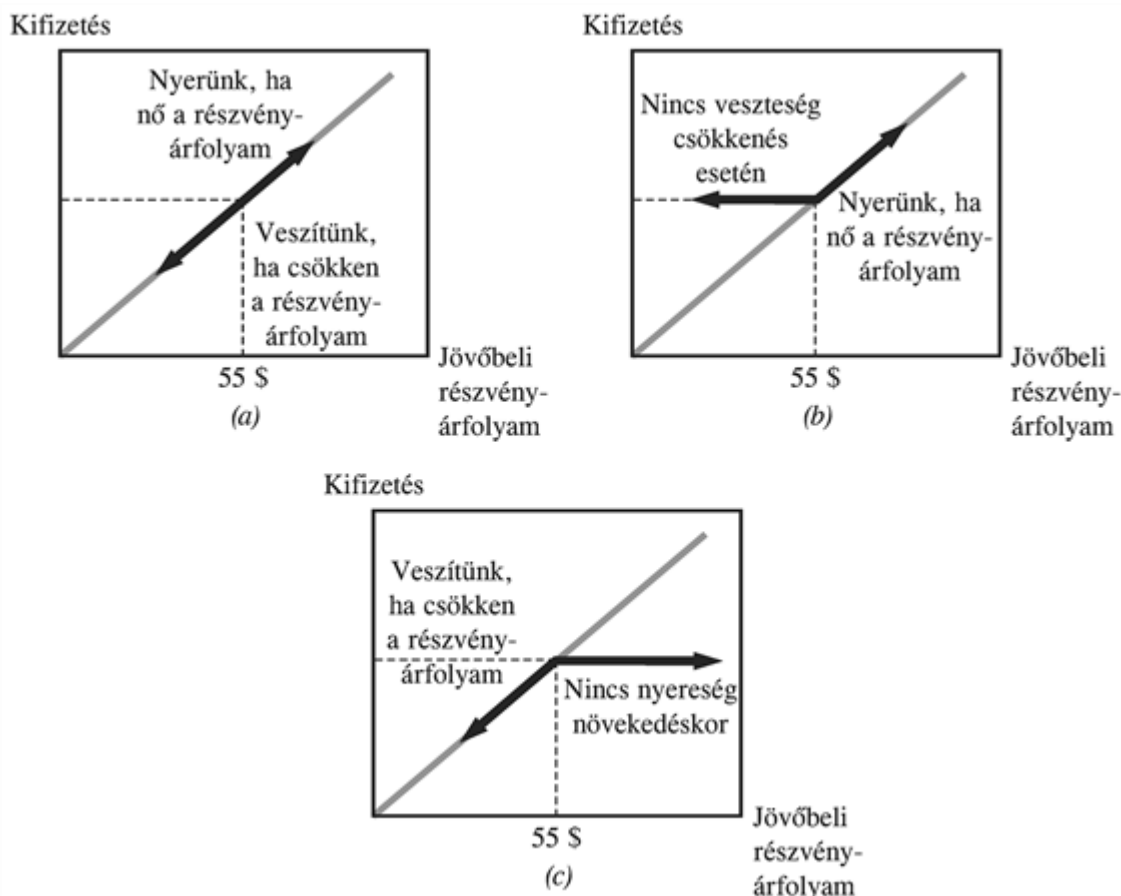 Kifizetés
Nyerünk, ha
nő a részvény-
árfolyam
Veszítünk,
ha csökken
a részvény-
árfolyam
55 $
Jövőbeli
részvény-
árfolyam
(a)
Kifizetés
Nincs veszteség
csökkenés
esetén
Nyerünk, ha
nő a részvény-
árfolyam
55 $
Jövőbeli
részvény-
árfolyam
(b)
Kifizetés
Veszítünk,
ha csökken
a részvény-
árfolyam
Nincs nyereség
növekedéskor
55 $
Jövőbeli
részvény-
árfolyam
(c)